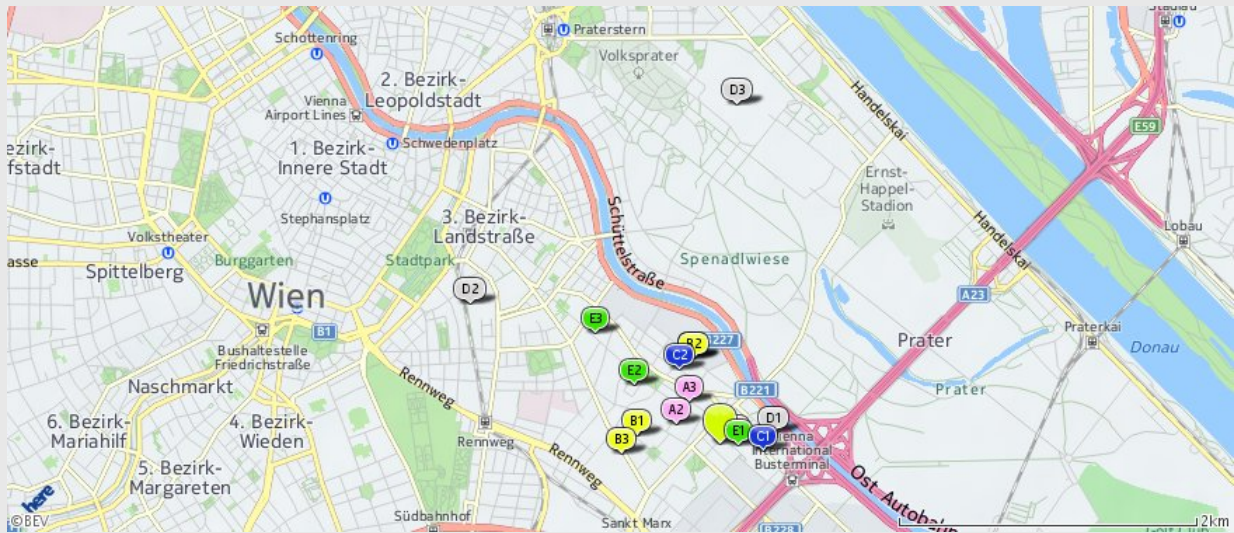 Stadlau
Schottenring
Praterstern
Volksprater
2. Bezirk-
Leopoldstadt
D3
Handelskai
Vienna
Airport Lines
E59
Schwedenplatz
ezirk-
fstadt
1. Bezirk-
Innere Stadt
Ernst-
Happel-
Stadion
Stephansplatz
3. Bezirk-
Landstraße
Schüttelstraße
Handelskai
Lobau
Volkstheater
asse
Spittelberg
Burggarten
Stadtpark
Spenadlwiese
Wien
D2
A23
B1
E3
Praterkai
Bushaltestelle
Friedrichstraße
B2
B227
C2
Prater
Donau
Naschmarkt
Rennweg
E2
A3
B221
Prater
6. Bezirk-
Mariahilf
4. Bezirk-
Wieden
Rennweg
B1
A2
D1
B3
E1
C1
Vienna
International
Busterminal
5. Bezirk-
Margareten
Rennweg
Ost Autobahn
here
©BEV
Südbahnhof
Sankt Marx
B228
Golf Club
2km